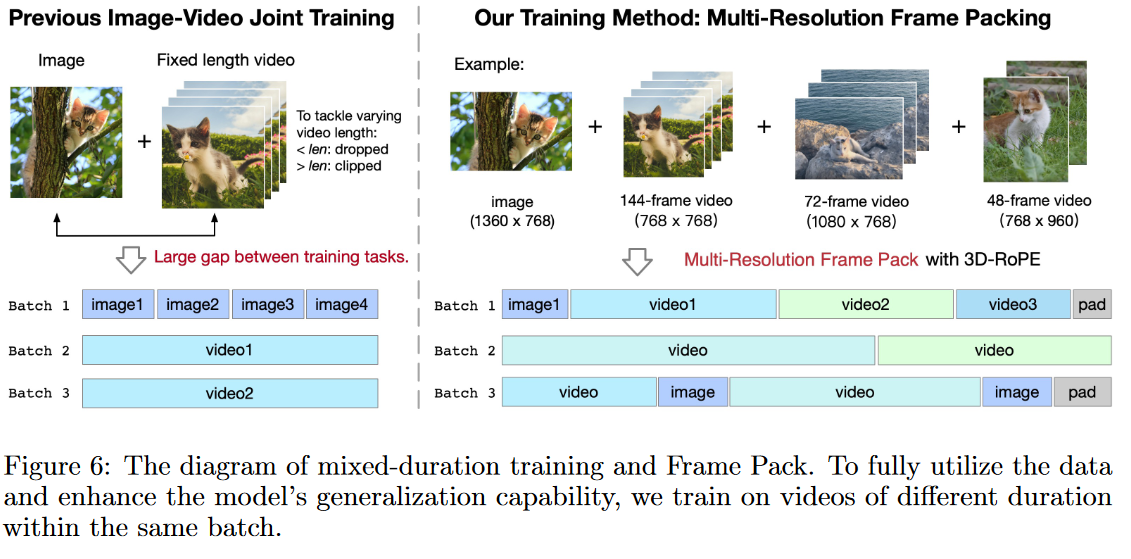 Previous Image-Video Joint Training
Image
Fixed length video
+
To tackle varying
video length:
< len: dropped
> len: clipped
Large gap between training tasks.
Batch 1 image1 image2 image3 image4
Batch 2 video1
Batch 3 video2
Our Training Method: Multi-Resolution Frame Packing
Example:
+ + +
image 144-frame video 72-frame video 48-frame video
(1360 x 768) (768 x 768) (1080 x 768) (768 x 960)
Multi-Resolution Frame Pack with 3D-RoPE
Batch 1 image1 video1 video2 video3 pad
Batch 2 video video
Batch 3 video image video image pad
Figure 6: The diagram of mixed-duration training and Frame Pack. To fully utilize the data
and enhance the model's generalization capability, we train on videos of different duration
within the same batch.